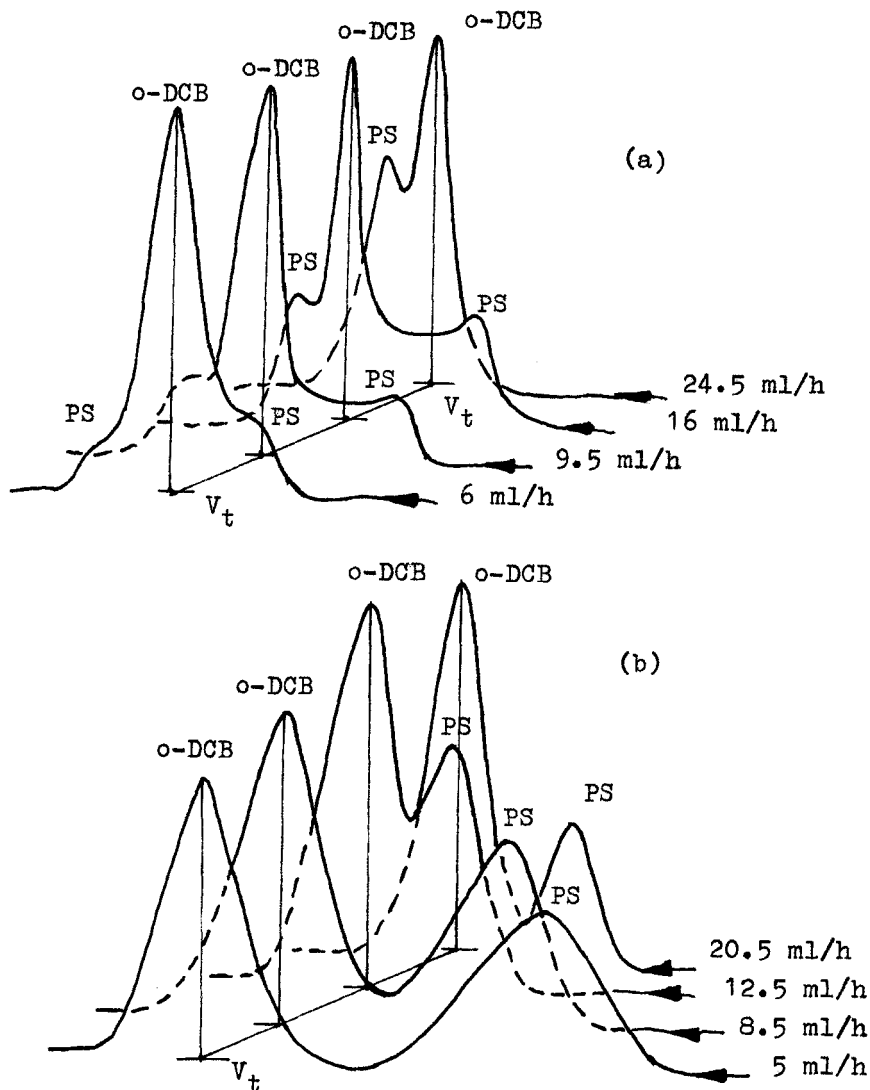 o-DCB
o-DCB
o-DCB
o-DCB
PS
(a)
PS
PS
PS
PS
PS
V_t
V_t
24.5 ml/h
16 ml/h
9.5 ml/h
6 ml/h
o-DCB
o-DCB
(b)
o-DCB
PS
o-DCB
PS
PS
PS
V_t
20.5 ml/h
12.5 ml/h
8.5 ml/h
5 ml/h